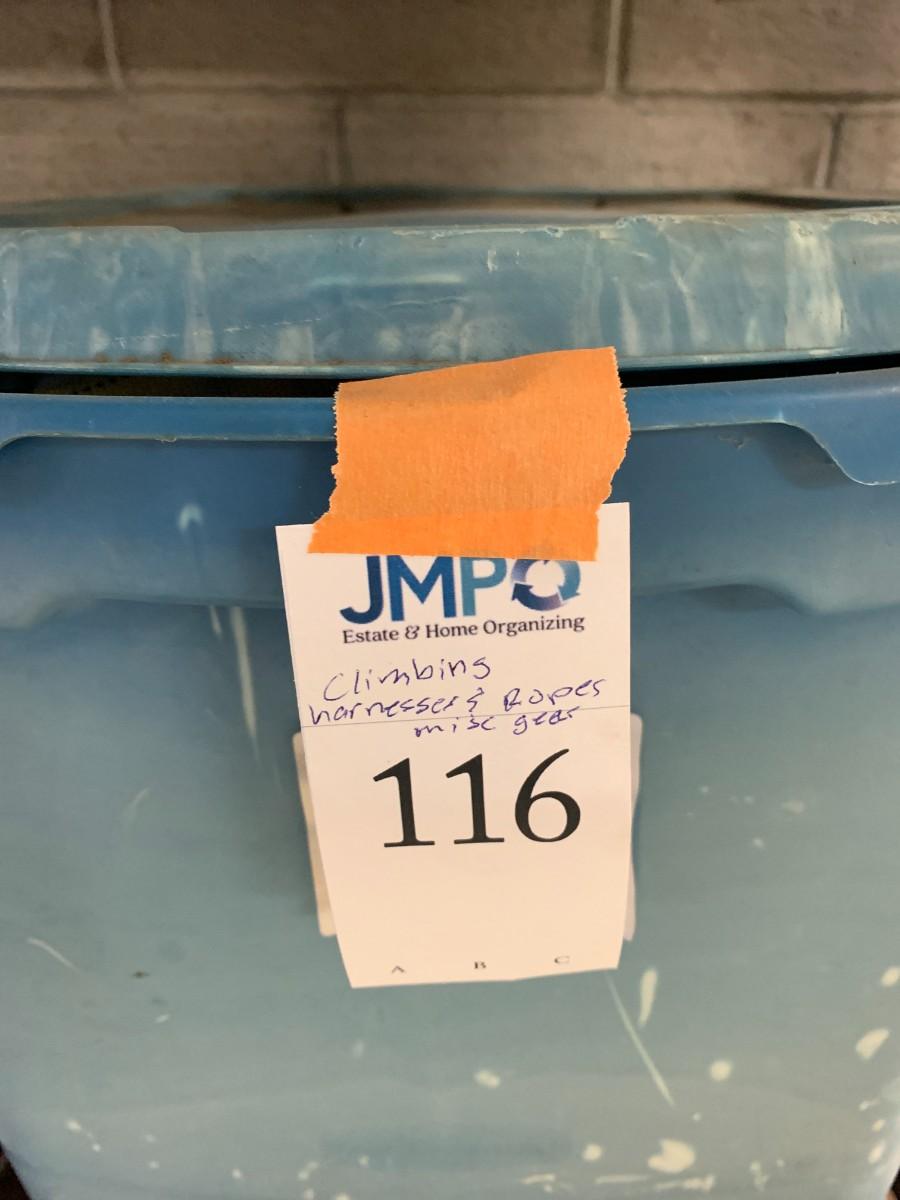 JMPO
Estate & Home Organizing
Climbing
harnesses & Ropes
misc gear
116
A B C